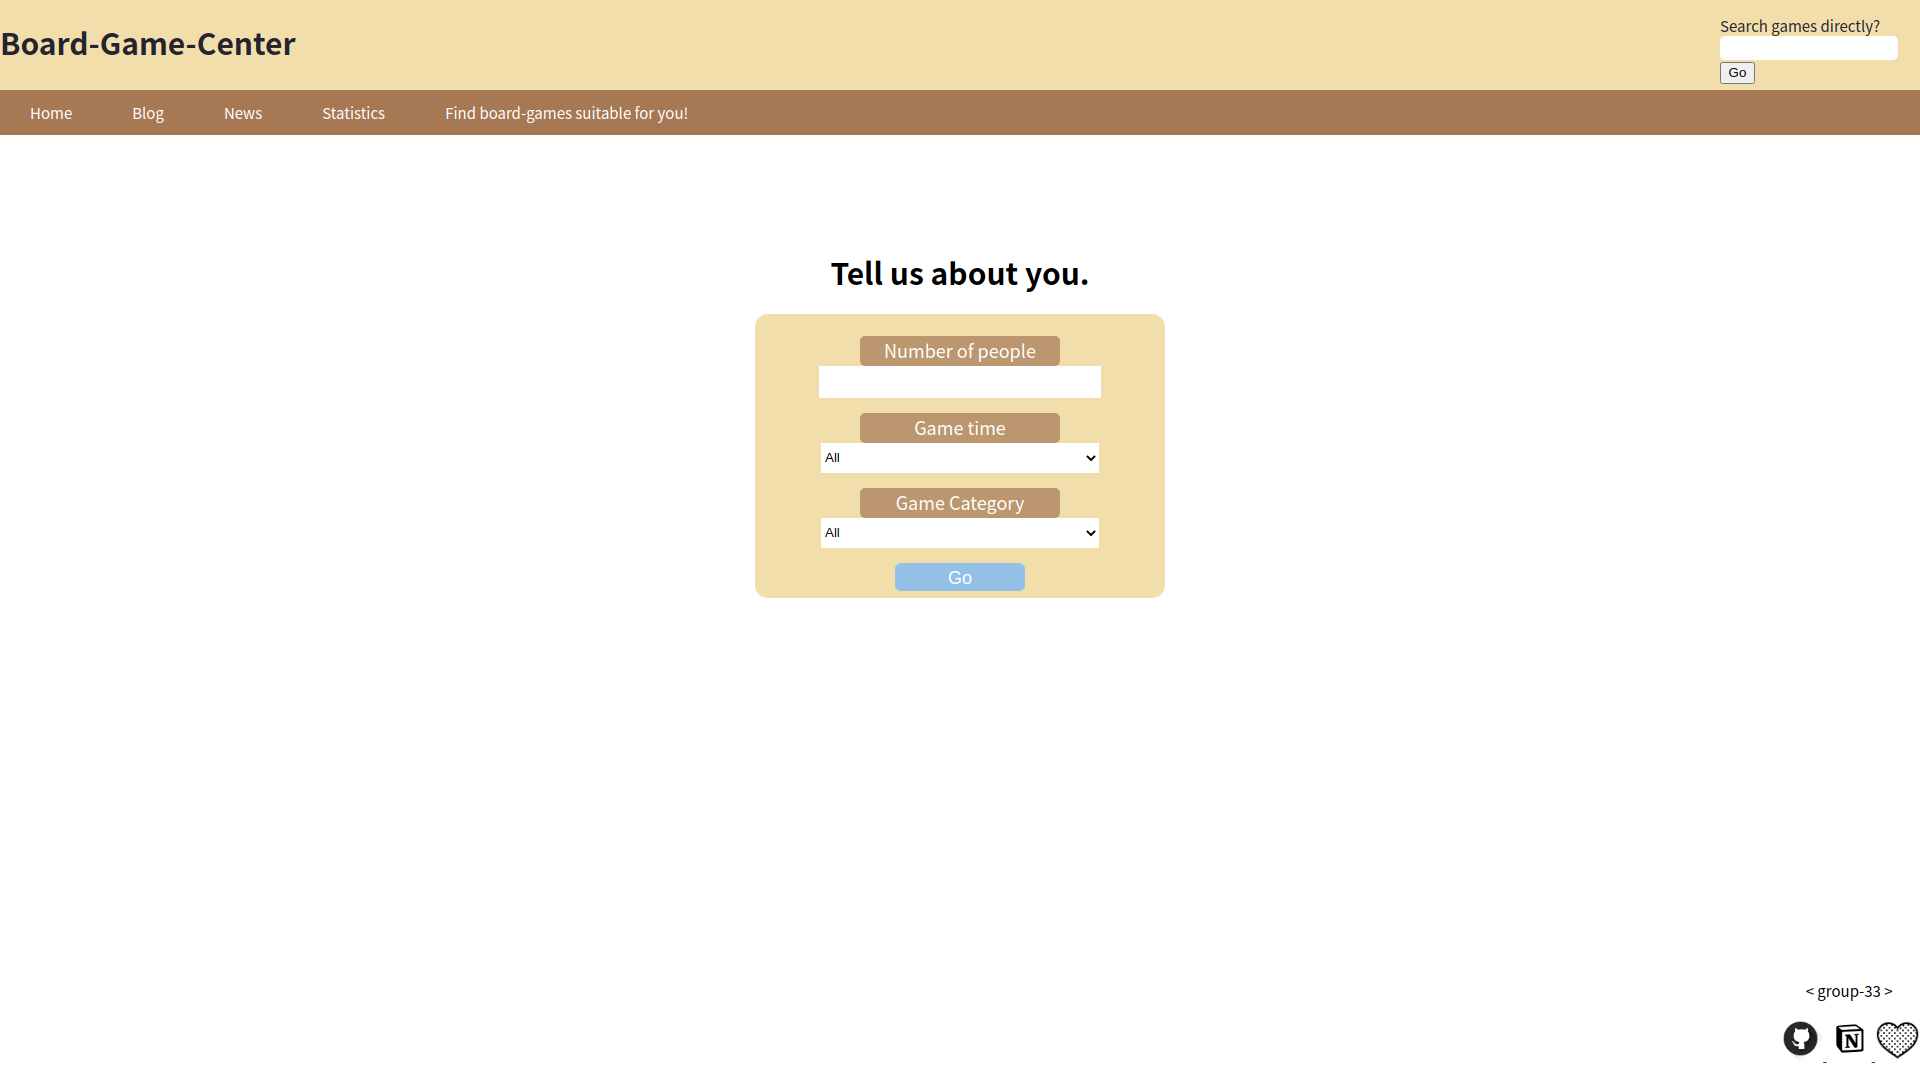 Board-Game-Center
Search games directly?
Go
Home Blog News Statistics Find board-games suitable for you!
Tell us about you.
Number of people
Game time
All
Game Category
All
Go
< group-33 >
N